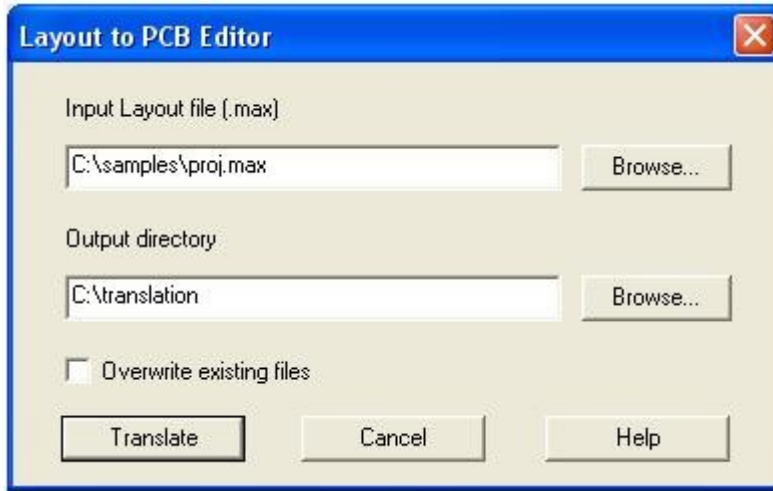 Layout to PCB Editor
Input Layout file (.max)
C:\samples\proj.max
Browse...
Output directory
C:\translation
Browse...
Overwrite existing files
Translate Cancel Help